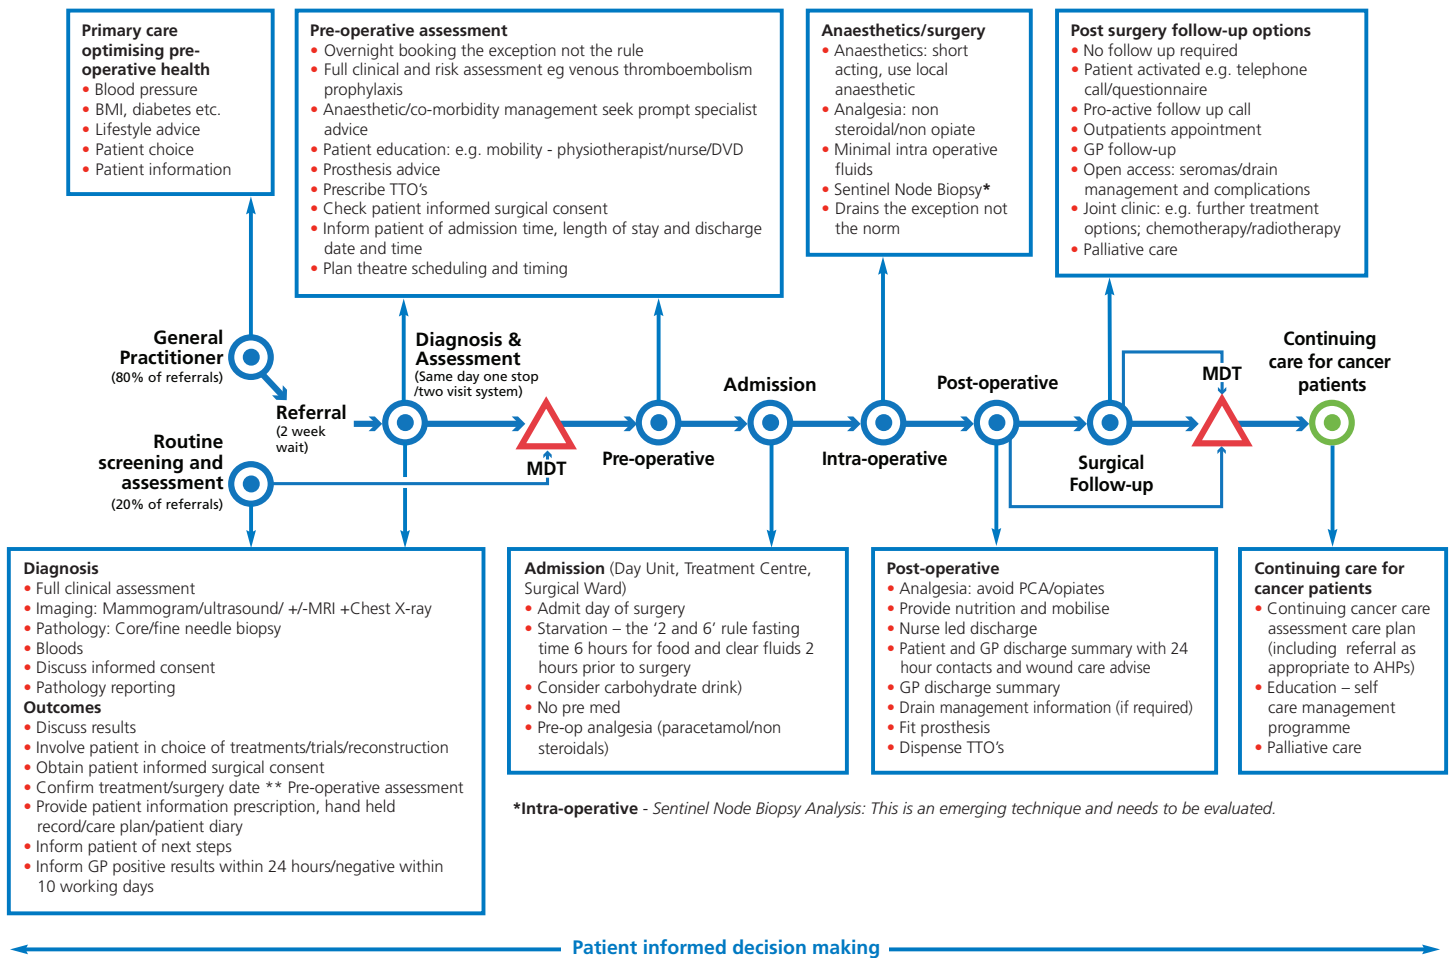 Primary care
optimising pre-
operative health
• Blood pressure
• BMI, diabetes etc.
• Lifestyle advice
• Patient choice
• Patient information
Pre-operative assessment
• Overnight booking the exception not the rule
• Full clinical and risk assessment eg venous thromboembolism
prophylaxis
• Anaesthetic/co-morbidity management seek prompt specialist
advice
• Patient education: e.g. mobility - physiotherapist/nurse/DVD
• Prosthesis advice
• Prescribe TTO's
• Check patient informed surgical consent
• Inform patient of admission time, length of stay and discharge
date and time
• Plan theatre scheduling and timing
Anaesthetics/surgery
• Anaesthetics: short
acting, use local
anaesthetic
• Analgesia: non
steroidal/non opiate
• Minimal intra operative
fluids
• Sentinel Node Biopsy*
• Drains the exception not
the norm
Post surgery follow-up options
• No follow up required
• Patient activated e.g. telephone
call/questionnaire
• Pro-active follow up call
• Outpatients appointment
• GP follow-up
• Open access: seromas/drain
management and complications
• Joint clinic: e.g. further treatment
options; chemotherapy/radiotherapy
• Palliative care
General
Practitioner
(80% of referrals)
Referral
(2 week
wait)
Routine
screening and
assessment
(20% of referrals)
Diagnosis &
Assessment
(Same day one stop
/two visit system)
MDT
Pre-operative
Admission
Intra-operative
Post-operative
Surgical
Follow-up
MDT
Continuing
care for cancer
patients
Diagnosis
• Full clinical assessment
• Imaging: Mammogram/ultrasound/ +/-MRI +Chest X-ray
• Pathology: Core/fine needle biopsy
• Bloods
• Discuss informed consent
• Pathology reporting
Outcomes
• Discuss results
• Involve patient in choice of treatments/trials/reconstruction
• Obtain patient informed surgical consent
• Confirm treatment/surgery date ** Pre-operative assessment
• Provide patient information prescription, hand held
record/care plan/patient diary
• Inform patient of next steps
• Inform GP positive results within 24 hours/negative within
10 working days
Admission (Day Unit, Treatment Centre,
Surgical Ward)
• Admit day of surgery
• Starvation – the '2 and 6' rule fasting
time 6 hours for food and clear fluids 2
hours prior to surgery
• Consider carbohydrate drink)
• No pre med
• Pre-op analgesia (paracetamol/non
steroidals)
Post-operative
• Analgesia: avoid PCA/opiates
• Provide nutrition and mobilise
• Nurse led discharge
• Patient and GP discharge summary with 24
hour contacts and wound care advise
• GP discharge summary
• Drain management information (if required)
• Fit prosthesis
• Dispense TTO's
Continuing care for
cancer patients
• Continuing cancer care
assessment care plan
(including referral as
appropriate to AHPs)
• Education – self
care management
programme
• Palliative care
*Intra-operative - Sentinel Node Biopsy Analysis: This is an emerging technique and needs to be evaluated.
Patient informed decision making